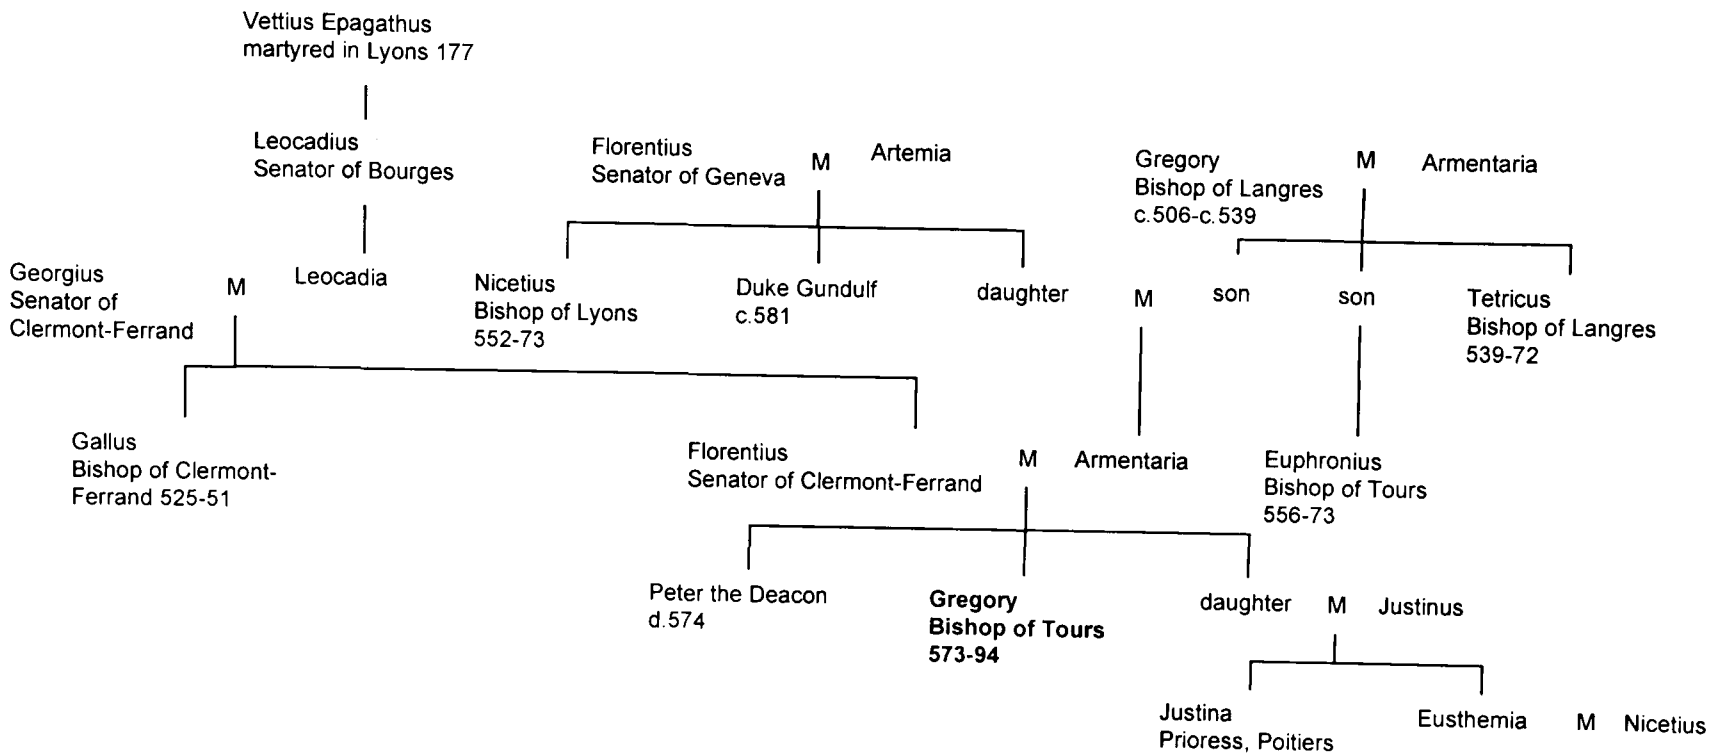 Vettius Epagathus
martyred in Lyons 177
Leocadius
Senator of Bourges
Florentius
Senator of Geneva
M
Artemia
Gregory
Bishop of Langres
c.506-c.539
M
Armentaria
Georgius
Senator of
Clermont-Ferrand
M
Leocadia
Nicetius
Bishop of Lyons
552-73
Duke Gundulf
c.581
daughter
M
son
son
Tetricus
Bishop of Langres
539-72
Gallus
Bishop of Clermont-
Ferrand 525-51
Florentius
Senator of Clermont-Ferrand
M
Armentaria
Euphronius
Bishop of Tours
556-73
Peter the Deacon
d.574
Gregory
Bishop of Tours
573-94
daughter
M
Justinus
Justina
Prioress, Poitiers
Eusthemia
M
Nicetius